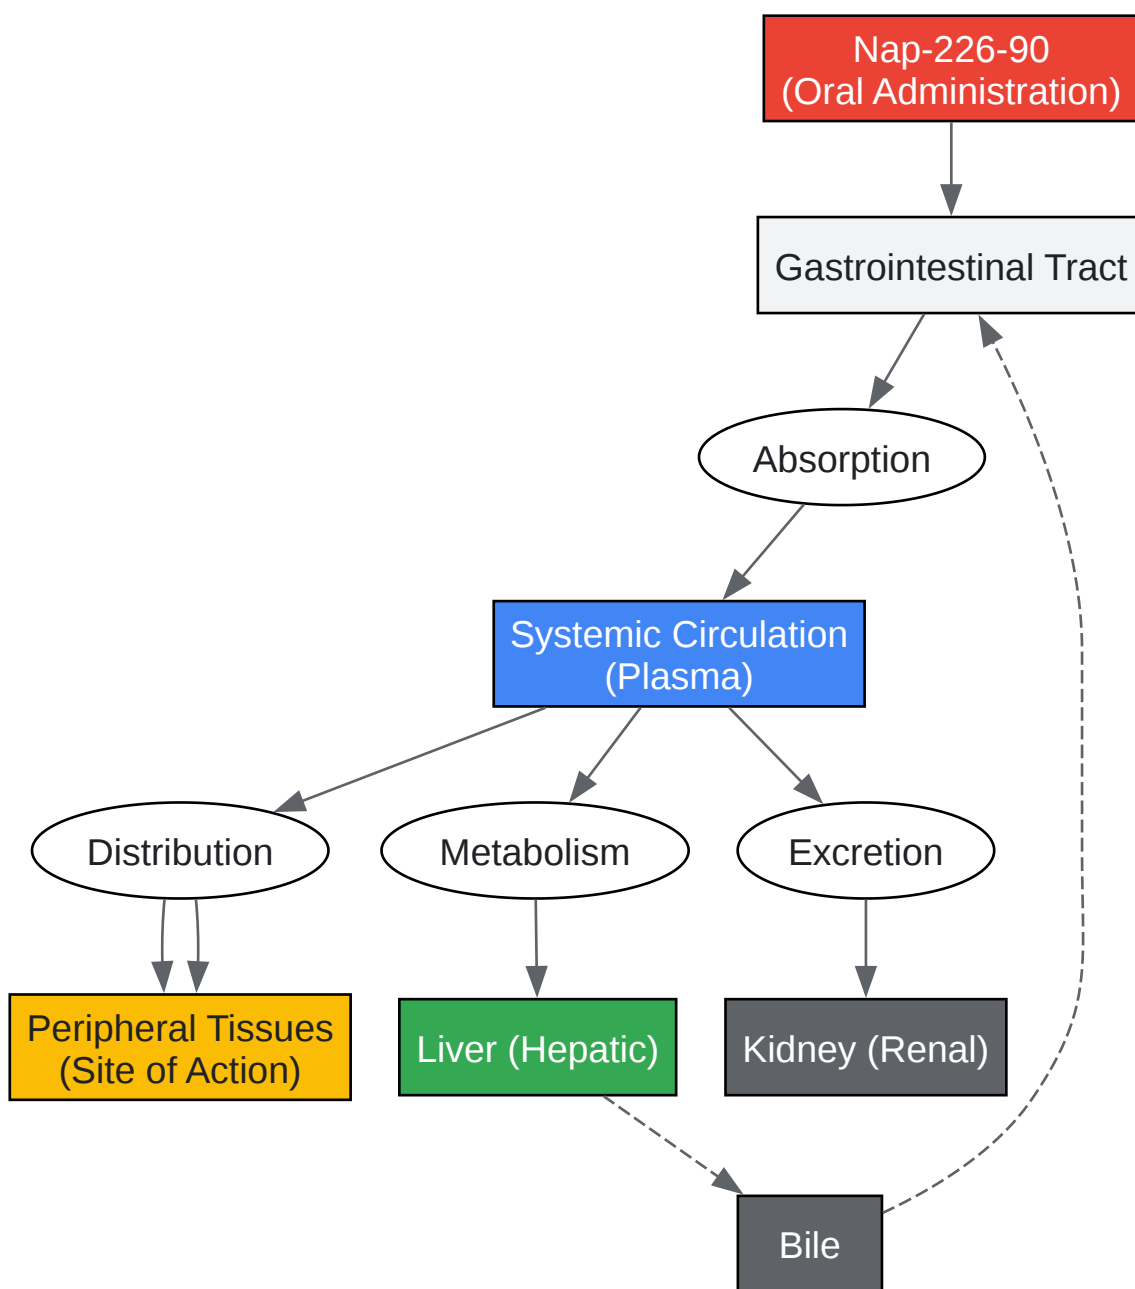 Nap-226-90
(Oral Administration)
Gastrointestinal Tract
Absorption
Systemic Circulation
(Plasma)
Distribution
Metabolism
Excretion
Peripheral Tissues
(Site of Action)
Liver (Hepatic)
Kidney (Renal)
Bile